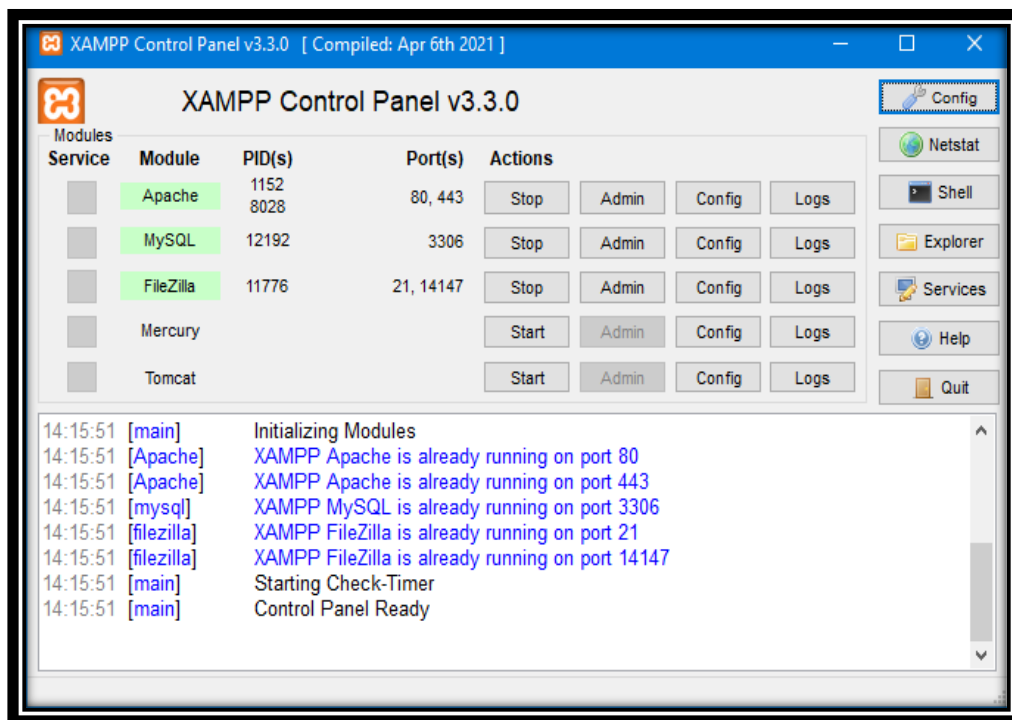 XAMPP Control Panel v3.3.0 [ Compiled: Apr 6th 2021 ]
XAMPP Control Panel v3.3.0
Config
Netstat
Shell
Explorer
Services
Help
Quit
Modules
Service Module PID(s) Port(s) Actions
Apache 1152 8028 80, 443 Stop Admin Config Logs
MySQL 12192 3306 Stop Admin Config Logs
FileZilla 11776 21, 14147 Stop Admin Config Logs
Mercury Start Admin Config Logs
Tomcat Start Admin Config Logs
14:15:51 [main] Initializing Modules
14:15:51 [Apache] XAMPP Apache is already running on port 80
14:15:51 [Apache] XAMPP Apache is already running on port 443
14:15:51 [mysql] XAMPP MySQL is already running on port 3306
14:15:51 [filezilla] XAMPP FileZilla is already running on port 21
14:15:51 [filezilla] XAMPP FileZilla is already running on port 14147
14:15:51 [main] Starting Check-Timer
14:15:51 [main] Control Panel Ready